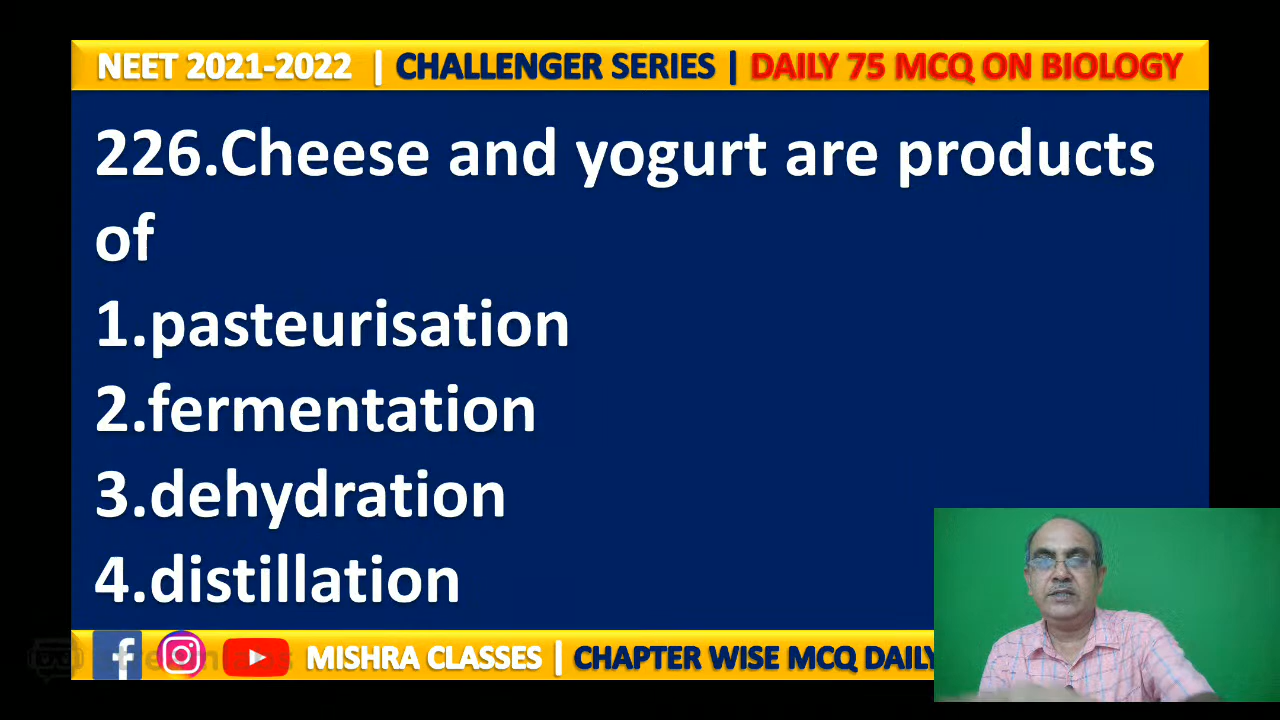 NEET 2021-2022 | CHALLENGER SERIES | DAILY 75 MCQ ON BIOLOGY
226.Cheese and yogurt are products
of
1.pasteurisation
2.fermentation
3.dehydration
4.distillation
MISHRA CLASSES | CHAPTER WISE MCQ DAILY